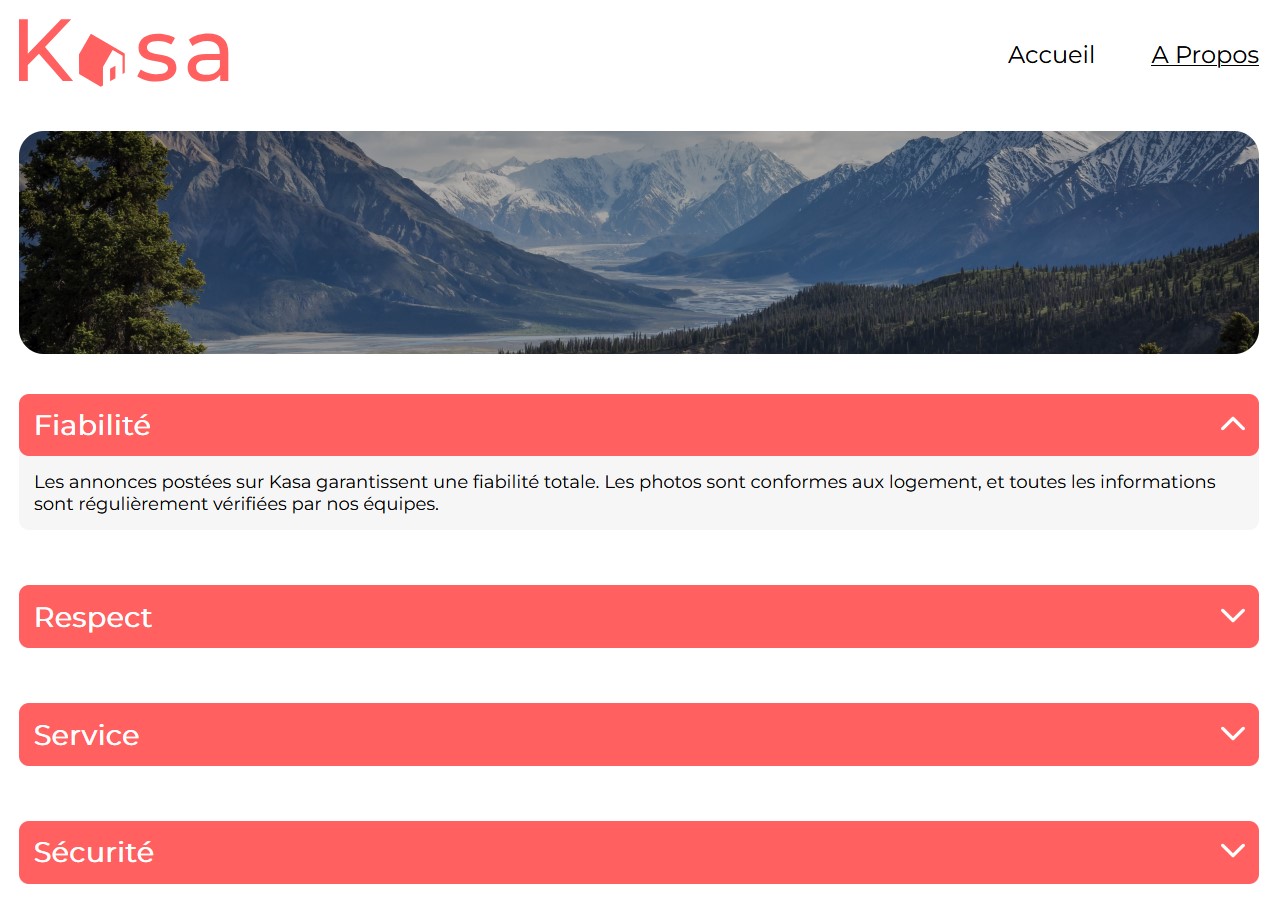 Kasa
Accueil
A Propos
Fiabilité
Les annonces postées sur Kasa garantissent une fiabilité totale. Les photos sont conformes aux logement, et toutes les informations
sont régulièrement vérifiées par nos équipes.
Respect
Service
Sécurité